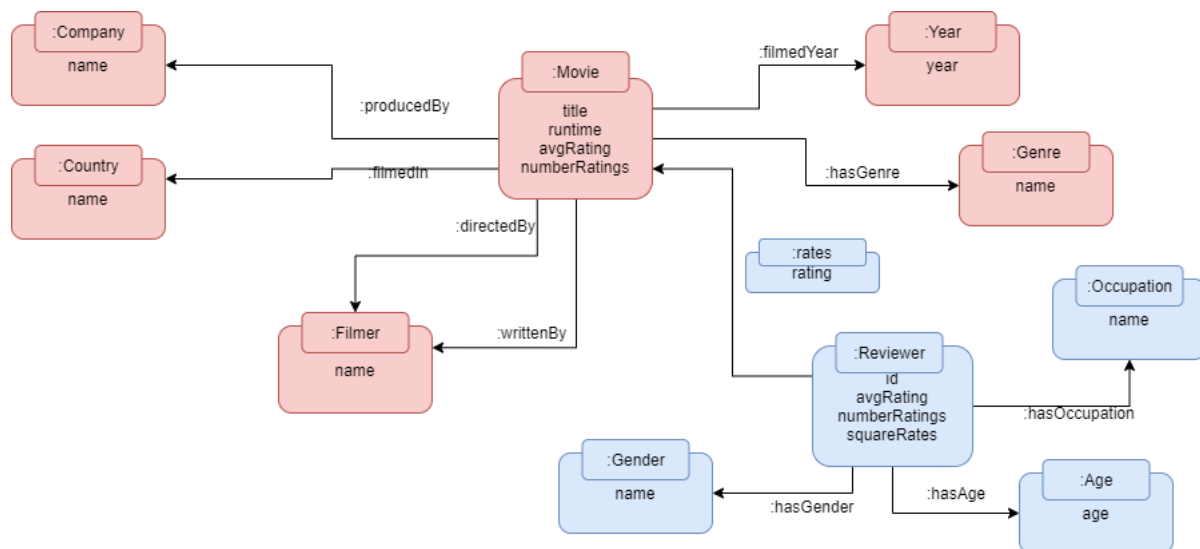 :Company
name
:producedBy
:Movie
title
runtime
avgRating
numberRatings
:filmedYear
:Year
year
:Country
name
:filmedIn
:hasGenre
:Genre
name
:directedBy
:rates
rating
:Filmer
name
:writtenBy
:Occupation
name
:Reviewer
id
avgRating
numberRatings
squareRates
:hasOccupation
:Gender
name
:hasGender
:hasAge
:Age
age